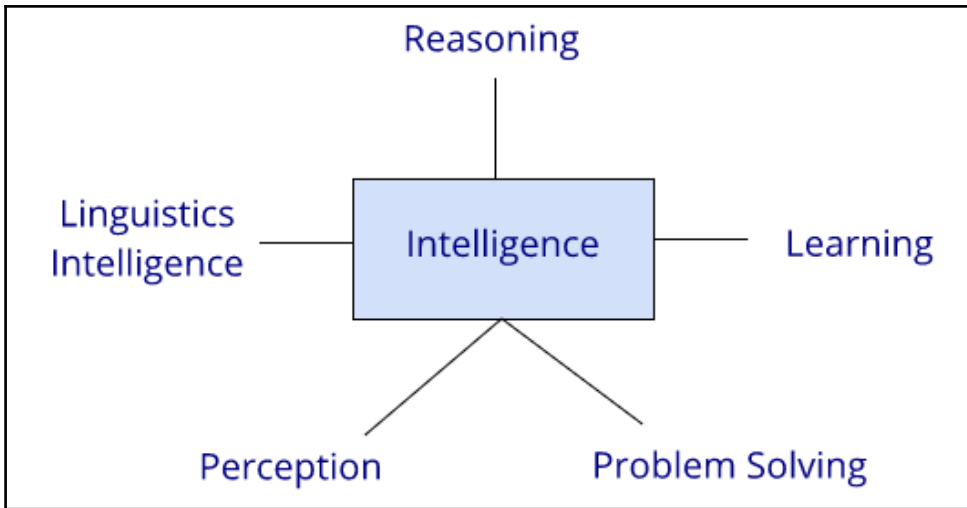 Reasoning
Linguistics
Intelligence
Intelligence
Learning
Perception
Problem Solving